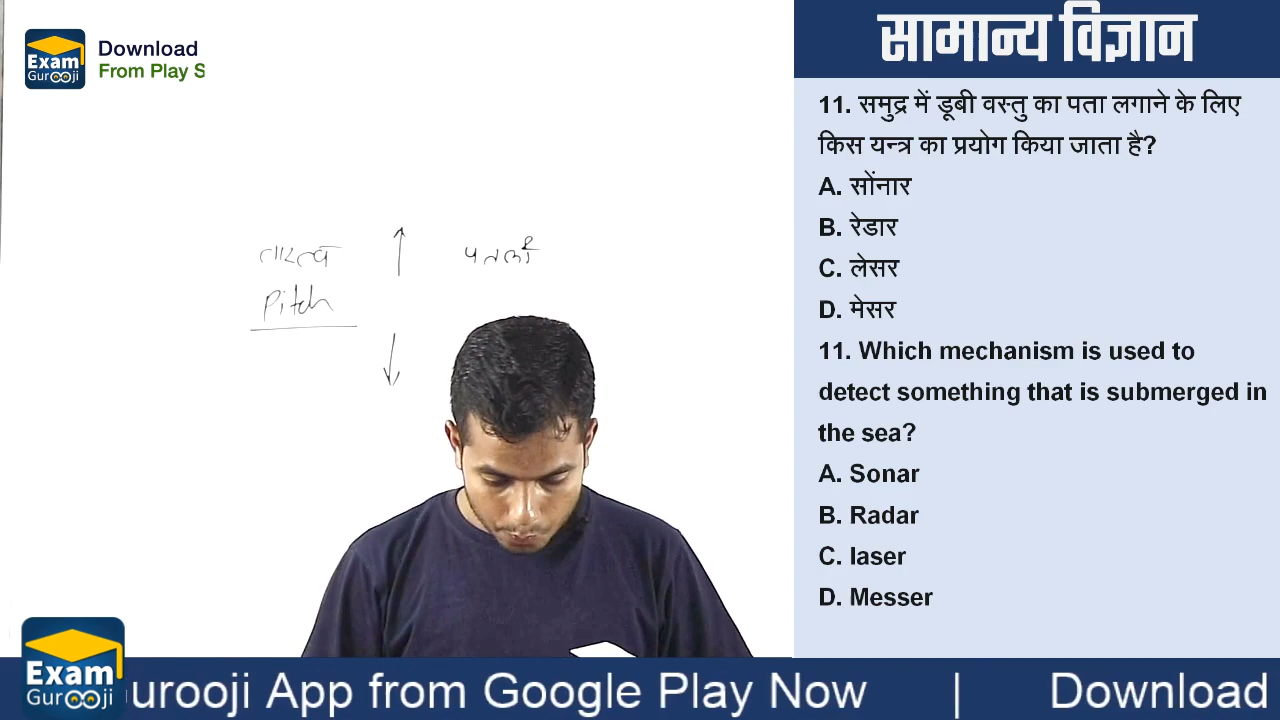 Download
From Play S
Exam
Gurooji
तारत्व
Pitch
पतला
सामान्य विज्ञान
11. समुद्र में डूबी वस्तु का पता लगाने के लिए
किस यन्त्र का प्रयोग किया जाता है?
A. सोंनार
B. रेडार
C. लेसर
D. मेसर
11. Which mechanism is used to
detect something that is submerged in
the sea?
A. Sonar
B. Radar
C. laser
D. Messer
Exam
Gurooji
urooji App from Google Play Now | Download